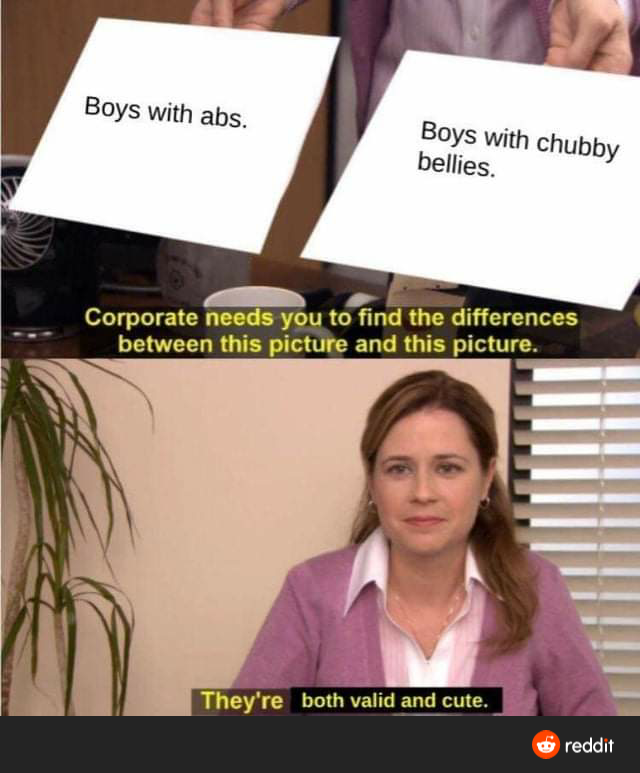 Boys with abs.
Boys with chubby
bellies.
Corporate needs you to find the differences
between this picture and this picture.
They're both valid and cute.
reddit